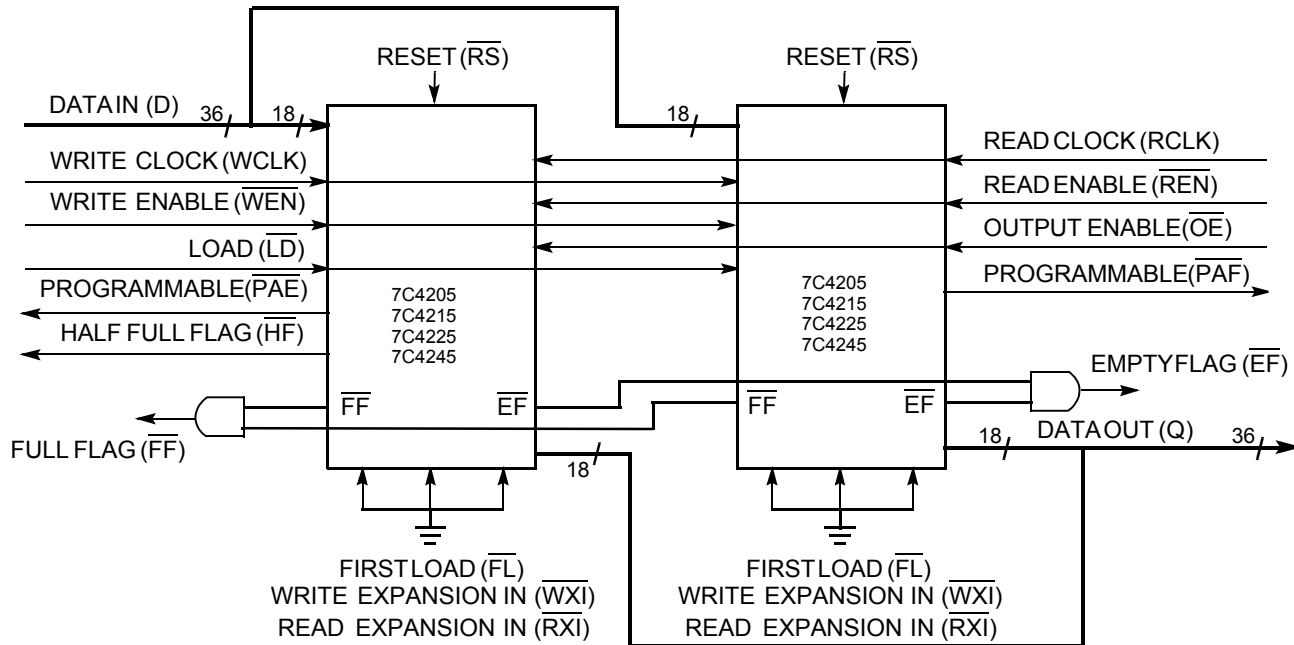 RESET (RS)
RESET (RS)
DATA IN (D)
36
18
18
READ CLOCK (RCLK)
WRITE CLOCK (WCLK)
READ ENABLE (REN)
WRITE ENABLE (WEN)
OUTPUT ENABLE (OE)
LOAD (LD)
PROGRAMMABLE (PAF)
PROGRAMMABLE (PAE)
7C4205
7C4215
7C4225
7C4245
7C4205
7C4215
7C4225
7C4245
HALF FULL FLAG (HF)
EMPTY FLAG (EF)
FF
EF
FF
EF
FULL FLAG (FF)
18
18
DATA OUT (Q)
36
FIRST LOAD (FL)
WRITE EXPANSION IN (WXI)
READ EXPANSION IN (RXI)
FIRST LOAD (FL)
WRITE EXPANSION IN (WXI)
READ EXPANSION IN (RXI)